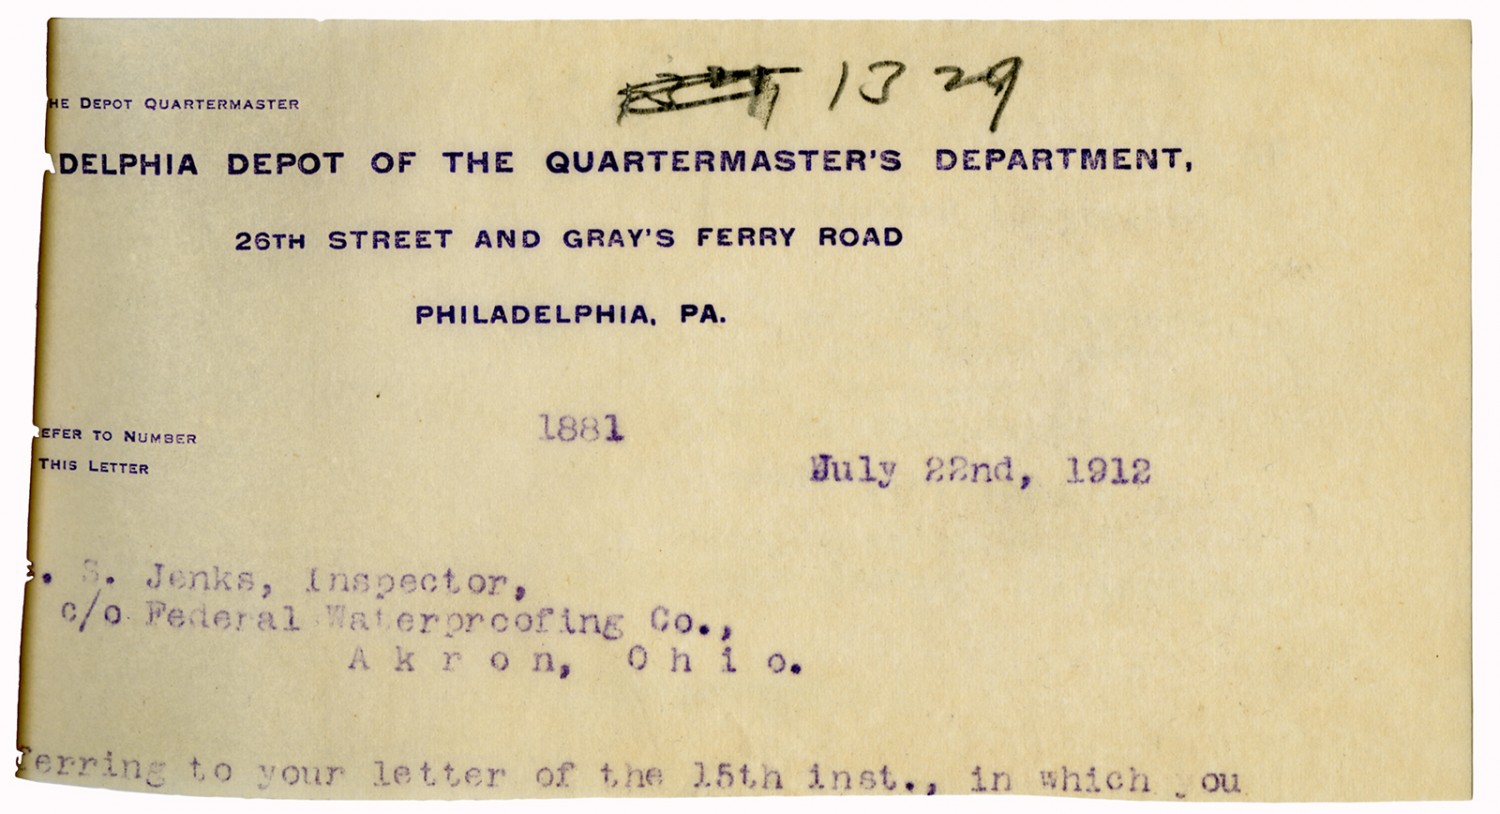 1329
HE DEPOT QUARTERMASTER
DELPHIA DEPOT OF THE QUARTERMASTER'S DEPARTMENT,
26TH STREET AND GRAY'S FERRY ROAD
PHILADELPHIA, PA.
1881
EFER TO NUMBER
THIS LETTER
July 22nd, 1912
. S. Jenks, Inspector,
c/o Federal Waterproofing Co.,
A k r o n, O h i o.
ferring to your letter of the 15th inst., in which you